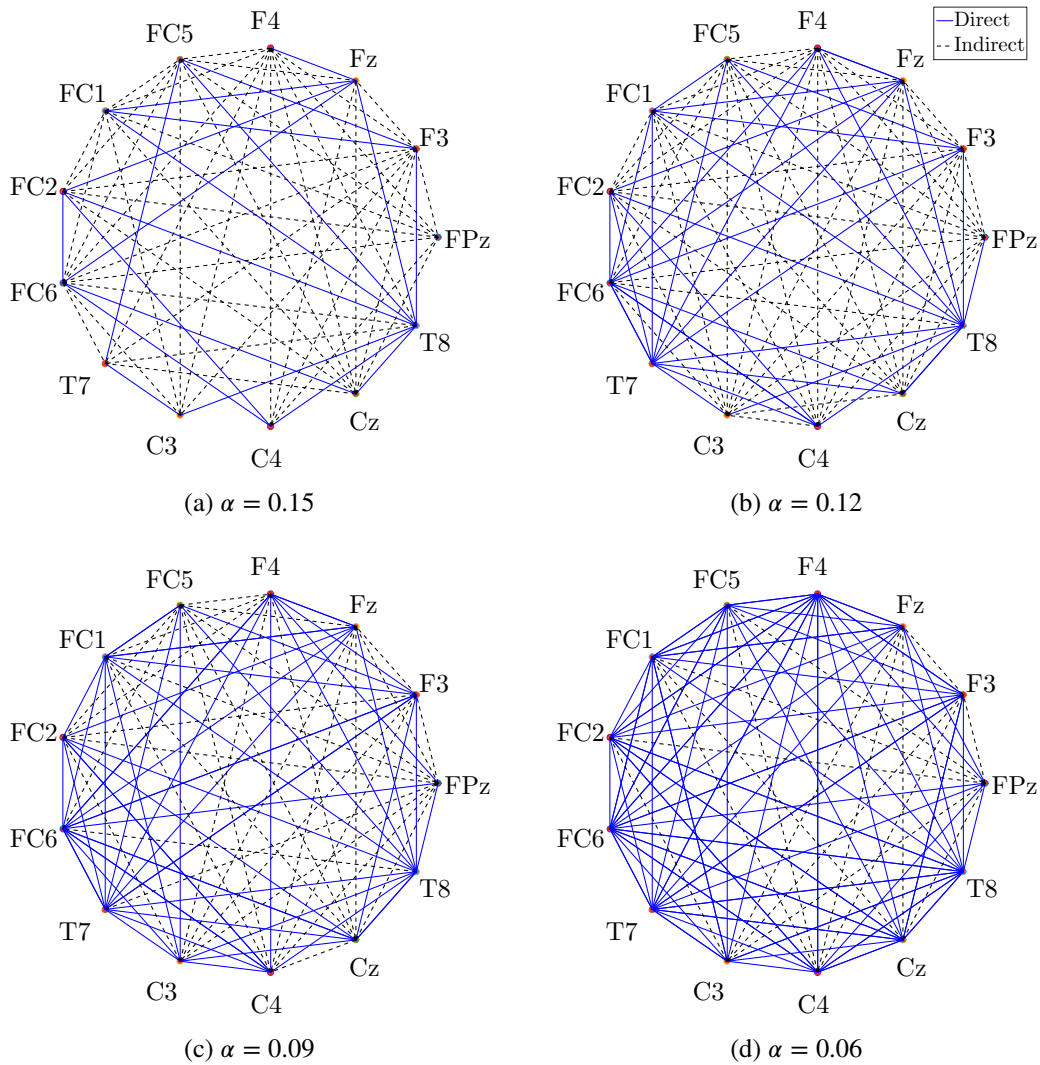 Direct
Indirect
F4
FC5
Fz
FC1
F3
FC2
FPz
FC6
T8
T7
Cz
C3
C4
(a) α = 0.15
F4
FC5
Fz
FC1
F3
FC2
FPz
FC6
T8
T7
Cz
C3
C4
(b) α = 0.12
F4
FC5
Fz
FC1
F3
FC2
FPz
FC6
T8
T7
Cz
C3
C4
(c) α = 0.09
F4
FC5
Fz
FC1
F3
FC2
FPz
FC6
T8
T7
Cz
C3
C4
(d) α = 0.06